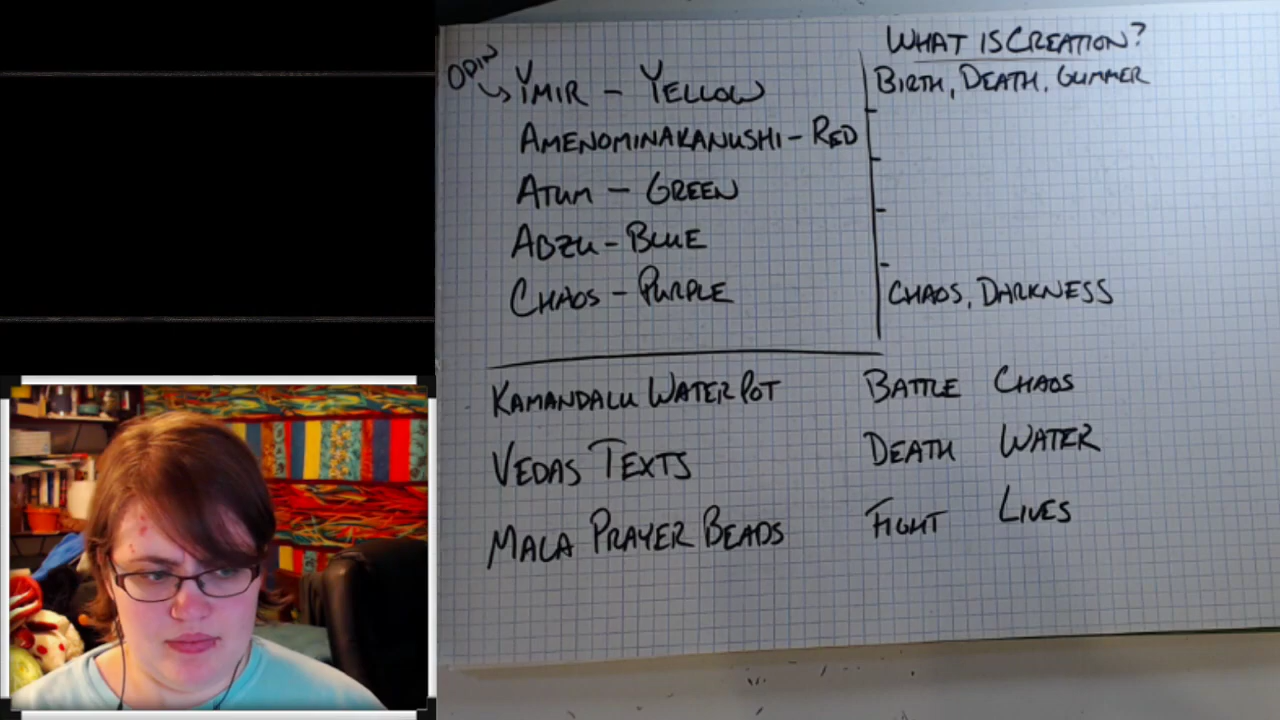 WHAT IS CREATION?
ODIN
YMIR - YELLOW
BIRTH, DEATH, GLIMMER
AMENOMINAKANUSHI - RED
ATUM - GREEN
ABZU - BLUE
CHAOS - PURPLE
CHAOS, DARKNESS
KAMANDALU WATER POT
BATTLE CHAOS
VEDAS TEXTS
DEATH WATER
MALA PRAYER BEADS
FIGHT LIVES